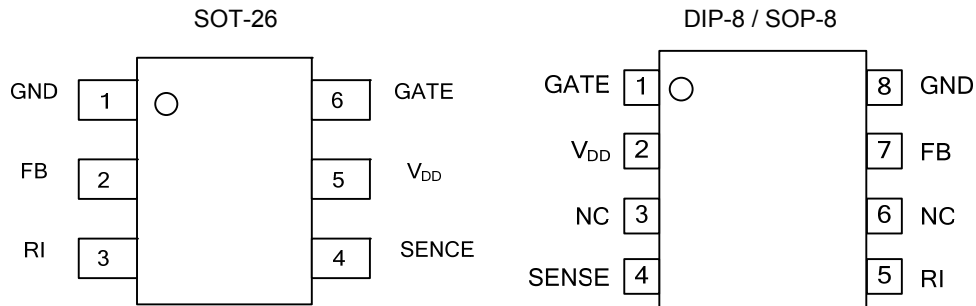 SOT-26
GND 1 6 GATE
FB 2 5 VDD
RI 3 4 SENCE
DIP-8 / SOP-8
GATE 1 8 GND
VDD 2 7 FB
NC 3 6 NC
SENSE 4 5 RI